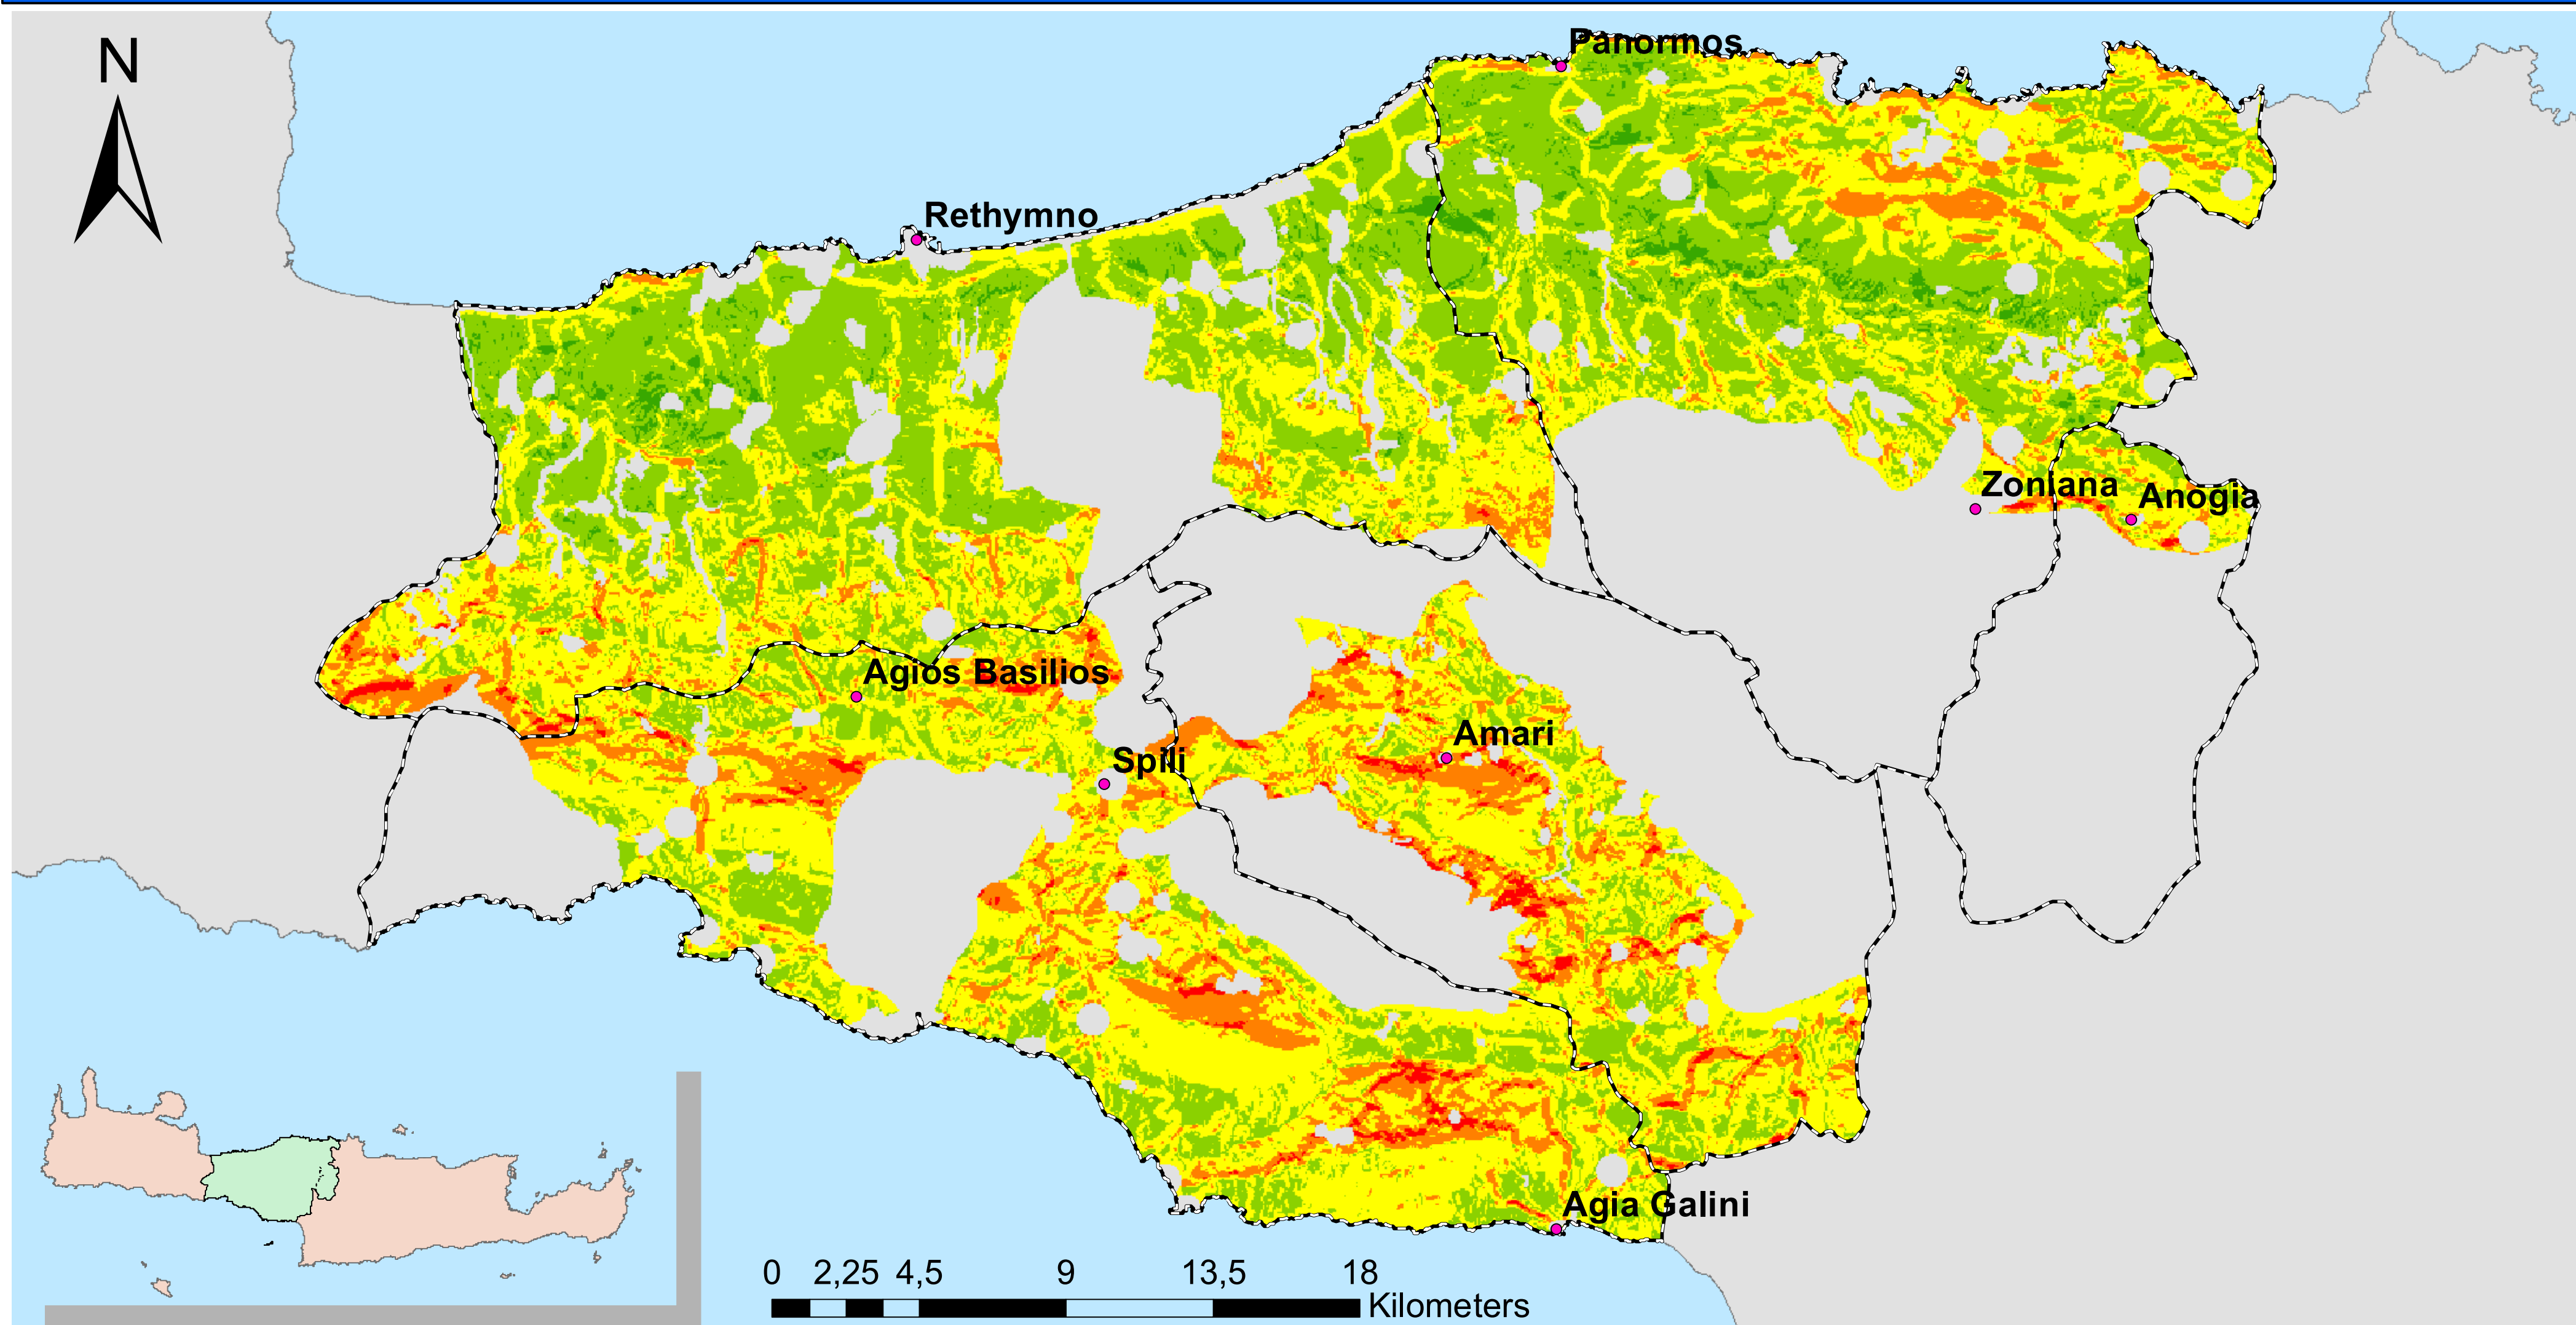 N
Panormos
Rethymno
Zoniana
Anogia
Agios Basilios
Amari
Spili
Agia Galini
0 2,25 4,5 9 13,5 18
Kilometers